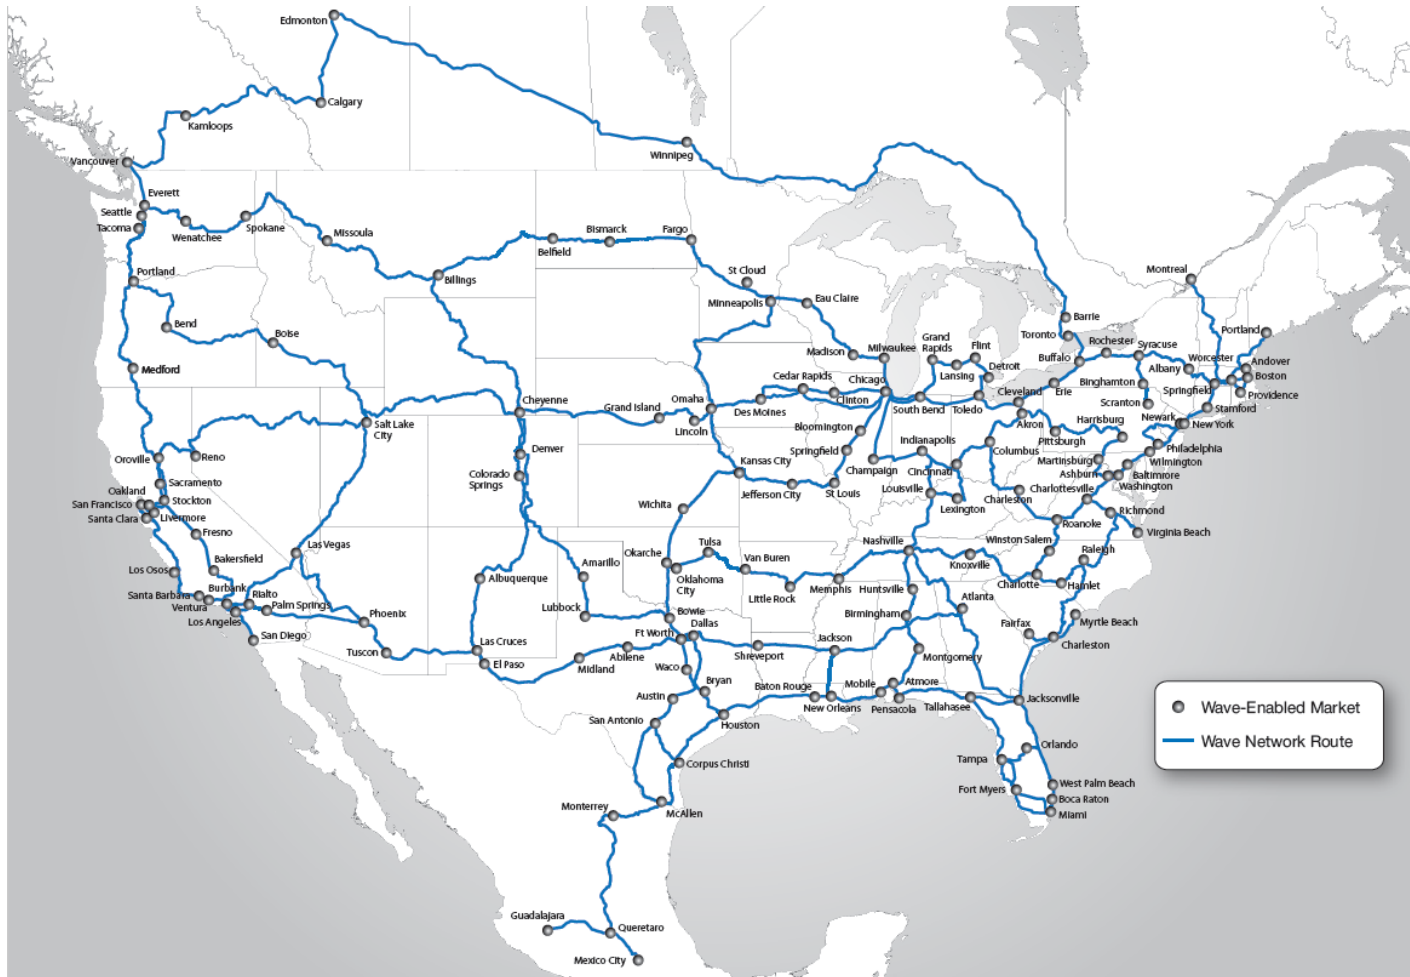 Edmonton
Calgary
Kamloops
Vancouver
Winnipeg
Everett
Seattle
Tacoma
Wenatchee
Spokane
Missoula
Billings
Belfield
Bismarck
Fargo
St Cloud
Minneapolis
Eau Claire
Montreal
Portland
Bend
Boise
Medford
Madison
Milwaukee
Grand
Rapids
Flint
Lansing
Detroit
Barrie
Toronto
Buffalo
Rochester
Syracuse
Worcester
Portland
Andover
Boston
Albany
Springfield
Providence
Stamford
Binghamton
Scranton
Erie
Cleveland
Toledo
South Bend
Chicago
Cedar Rapids
Clinton
Des Moines
Omaha
Lincoln
Grand Island
Cheyenne
Salt Lake
City
Denver
Colorado
Springs
Reno
Oroville
Sacramento
Oakland
San Francisco
Santa Clara
Stockton
Livermore
Fresno
Bakersfield
Las Vegas
Los Osos
Santa Barbara
Ventura
Burbank
Los Angeles
Rialto
Palm Springs
San Diego
Phoenix
Tuscon
Albuquerque
Las Cruces
El Paso
Amarillo
Lubbock
Midland
Abilene
Wichita
Okarche
Oklahoma
City
Tulsa
Van Buren
Little Rock
Memphis
Kansas City
Jefferson City
St Louis
Bloomington
Springfield
Champaign
Indianapolis
Cincinnati
Louisville
Lexington
Columbus
Akron
Pittsburgh
Harrisburg
Newark
New York
Philadelphia
Wilmington
Baltimore
Washington
Martinsburg
Ashburn
Charlottesville
Charleston
Richmond
Virginia Beach
Roanoke
Winston Salem
Raleigh
Charlotte
Hamlet
Knoxville
Nashville
Huntsville
Birmingham
Atlanta
Fairfax
Myrtle Beach
Charleston
Bowie
Dallas
Ft Worth
Waco
Shreveport
Jackson
Montgomery
Bryan
Austin
San Antonio
Houston
Baton Rouge
New Orleans
Mobile
Atmore
Pensacola
Tallahasee
Jacksonville
Orlando
Tampa
Fort Myers
West Palm Beach
Boca Raton
Miami
Corpus Christi
McAllen
Monterrey
Guadalajara
Queretaro
Mexico City
Wave-Enabled Market
Wave Network Route